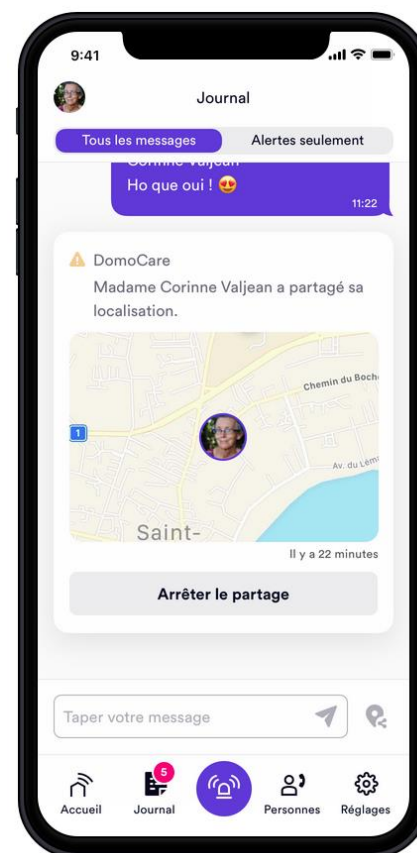 9:41
Journal
Tous les messages
Alertes seulement
Corinne Valjean
Ho que oui ! 😍
11:22
DomoCare
Madame Corinne Valjean a partagé sa
localisation.
Chemin du Boch
1
Av. du Lém
Saint-
Il y a 22 minutes
Arrêter le partage
Taper votre message
5
Accueil
Journal
Personnes
Réglages